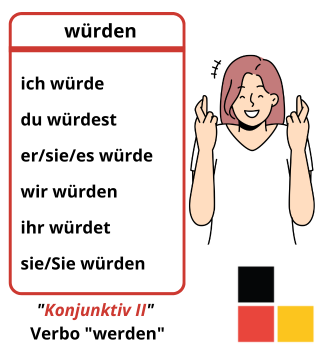 würden
ich würde
du würdest
er/sie/es würde
wir würden
ihr würdet
sie/Sie würden
"Konjunktiv II"
Verbo "werden"